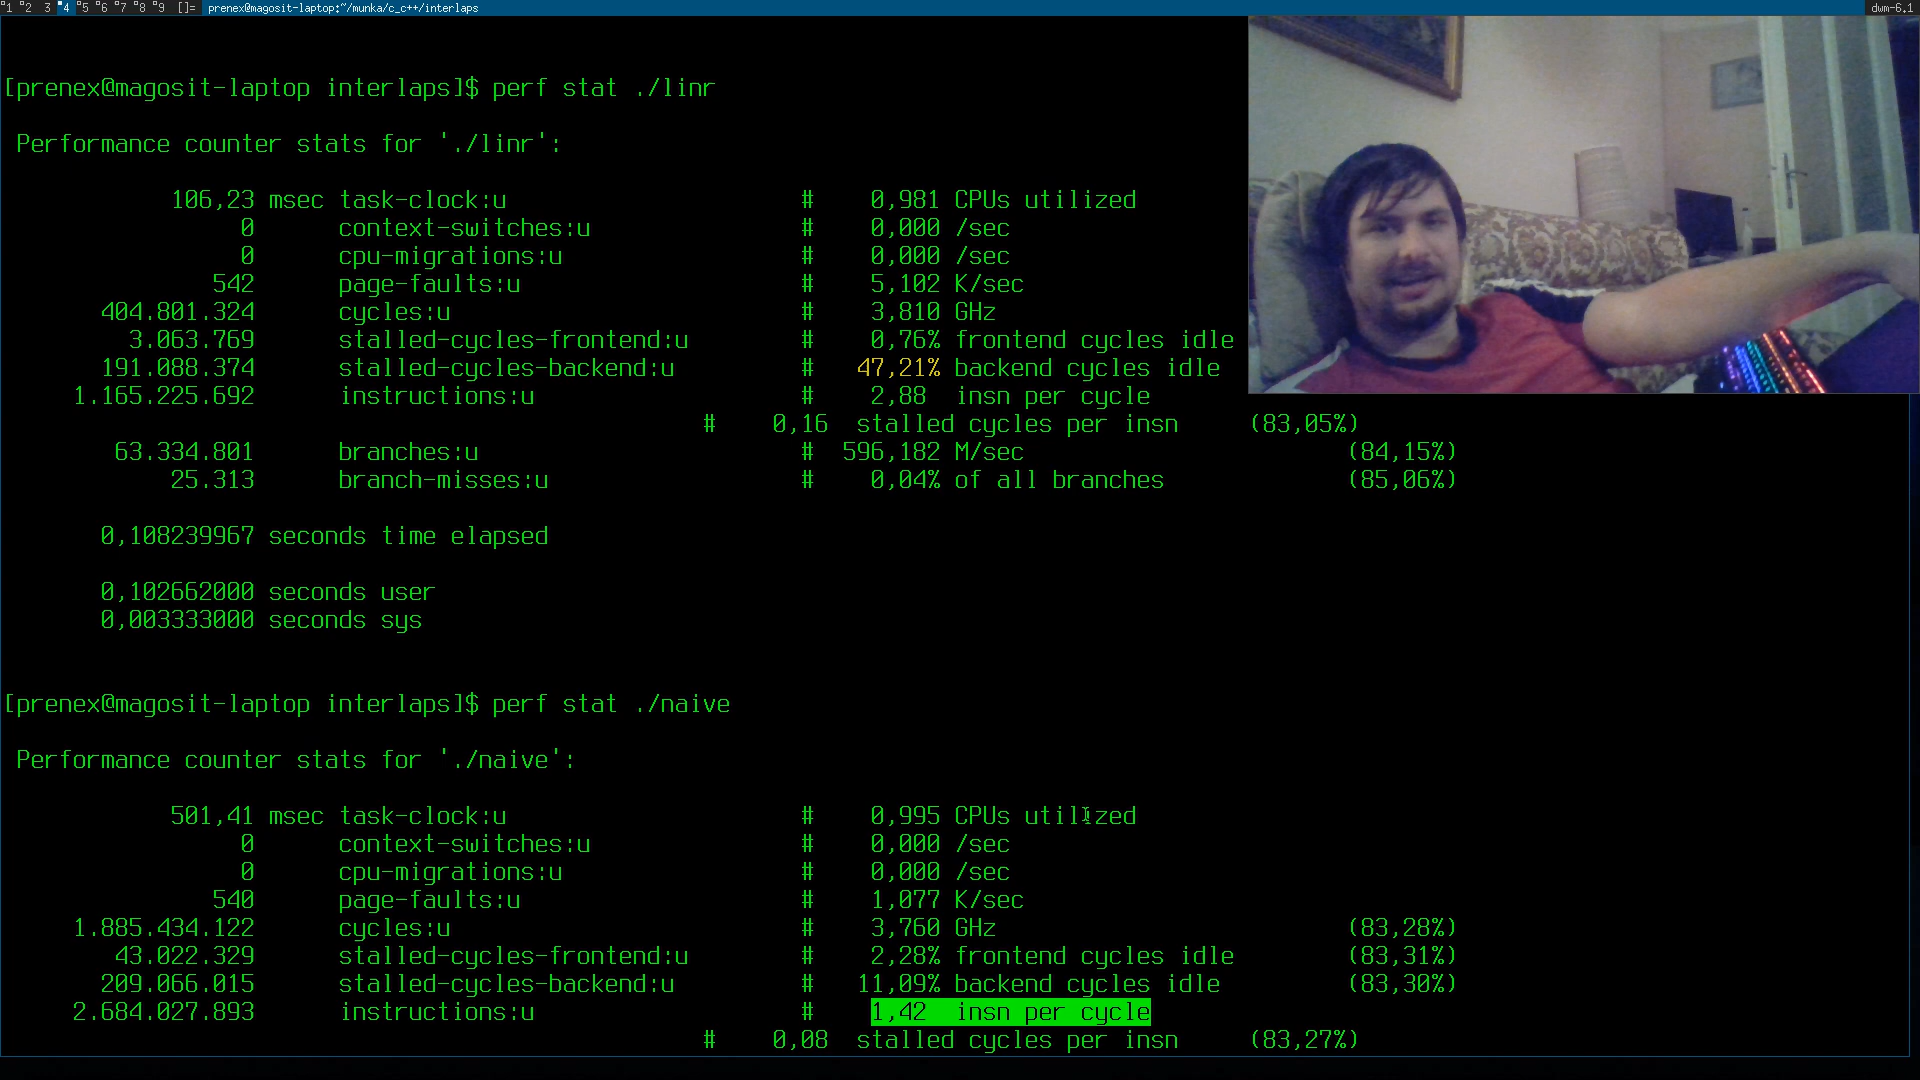 1 2 3 4 5 6 7 8 9 []= prenex@magosit-laptop:~/munka/c_c++/interlaps dwm-6.1
[prenex@magosit-laptop interlaps]$ perf stat ./linr
Performance counter stats for './linr':
106,23 msec task-clock:u # 0,981 CPUs utilized
0 context-switches:u # 0,000 /sec
0 cpu-migrations:u # 0,000 /sec
542 page-faults:u # 5,102 K/sec
404.801.324 cycles:u # 3,810 GHz
3.063.769 stalled-cycles-frontend:u # 0,76% frontend cycles idle
191.088.374 stalled-cycles-backend:u # 47,21% backend cycles idle
1.165.225.692 instructions:u # 2,88 insn per cycle
# 0,16 stalled cycles per insn (83,05%)
63.334.801 branches:u # 596,182 M/sec (84,15%)
25.313 branch-misses:u # 0,04% of all branches (85,06%)
0,108239967 seconds time elapsed
0,102662000 seconds user
0,003333000 seconds sys
[prenex@magosit-laptop interlaps]$ perf stat ./naive
Performance counter stats for './naive':
501,41 msec task-clock:u # 0,995 CPUs utilized
0 context-switches:u # 0,000 /sec
0 cpu-migrations:u # 0,000 /sec
540 page-faults:u # 1,077 K/sec
1.885.434.122 cycles:u # 3,760 GHz (83,28%)
43.022.329 stalled-cycles-frontend:u # 2,28% frontend cycles idle (83,31%)
209.066.015 stalled-cycles-backend:u # 11,09% backend cycles idle (83,30%)
2.684.027.893 instructions:u # 1,42 insn per cycle
# 0,08 stalled cycles per insn (83,27%)